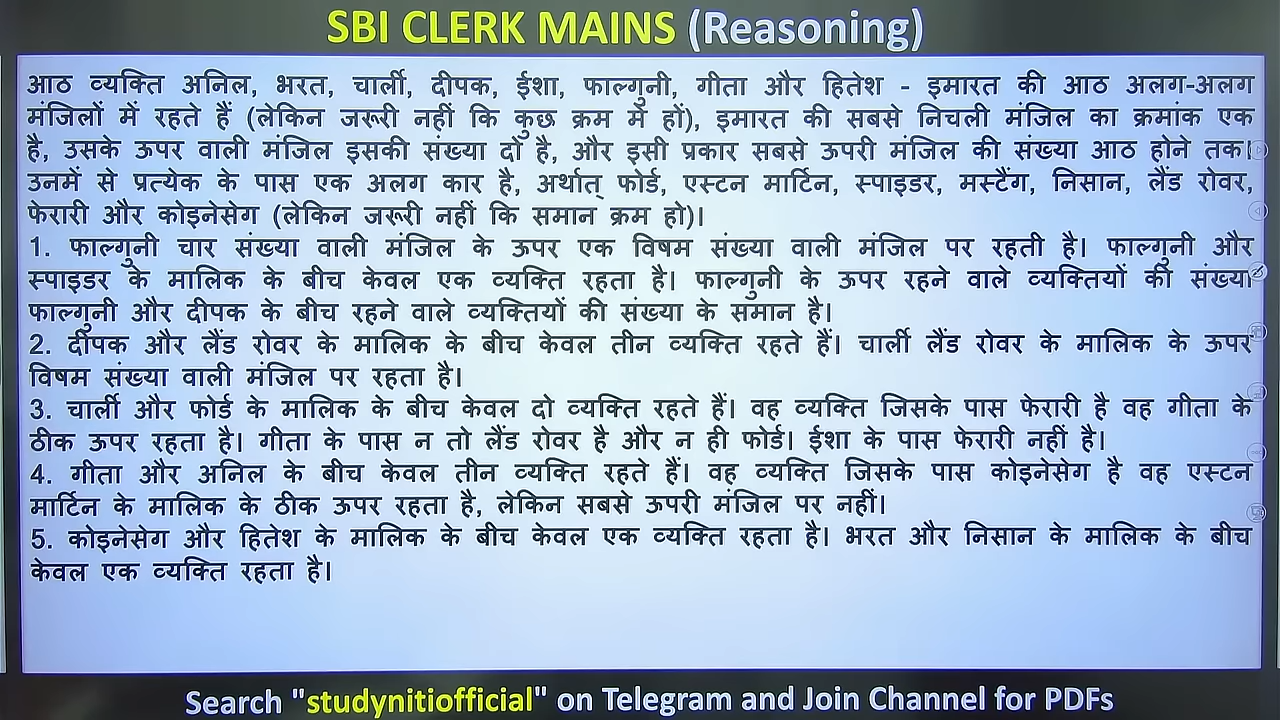 SBI CLERK MAINS (Reasoning)
आठ व्यक्ति अनिल, भरत, चार्ली, दीपक, ईशा, फाल्गुनी, गीता और हितेश - इमारत की आठ अलग-अलग
मंजिलों में रहते हैं (लेकिन जरूरी नहीं कि कुछ क्रम में हों), इमारत की सबसे निचली मंजिल का क्रमांक एक
है, उसके ऊपर वाली मंजिल इसकी संख्या दो है, और इसी प्रकार सबसे ऊपरी मंजिल की संख्या आठ होने तक।
उनमें से प्रत्येक के पास एक अलग कार है, अर्थात् फोर्ड, एस्टन मार्टिन, स्पाइडर, मस्टैंग, निसान, लैंड रोवर,
फेरारी और कोइनेसेग (लेकिन जरूरी नहीं कि समान क्रम हो)।
1. फाल्गुनी चार संख्या वाली मंजिल के ऊपर एक विषम संख्या वाली मंजिल पर रहती है। फाल्गुनी और
स्पाइडर के मालिक के बीच केवल एक व्यक्ति रहता है। फाल्गुनी के ऊपर रहने वाले व्यक्तियों की संख्या
फाल्गुनी और दीपक के बीच रहने वाले व्यक्तियों की संख्या के समान है।
2. दीपक और लैंड रोवर के मालिक के बीच केवल तीन व्यक्ति रहते हैं। चार्ली लैंड रोवर के मालिक के ऊपर
विषम संख्या वाली मंजिल पर रहता है।
3. चार्ली और फोर्ड के मालिक के बीच केवल दो व्यक्ति रहते हैं। वह व्यक्ति जिसके पास फेरारी है वह गीता के
ठीक ऊपर रहता है। गीता के पास न तो लैंड रोवर है और न ही फोर्ड। ईशा के पास फेरारी नहीं है।
4. गीता और अनिल के बीच केवल तीन व्यक्ति रहते हैं। वह व्यक्ति जिसके पास कोइनेसेग है वह एस्टन
मार्टिन के मालिक के ठीक ऊपर रहता है, लेकिन सबसे ऊपरी मंजिल पर नहीं।
5. कोइनेसेग और हितेश के मालिक के बीच केवल एक व्यक्ति रहता है। भरत और निसान के मालिक के बीच
केवल एक व्यक्ति रहता है।
Search "studynitiofficial" on Telegram and Join Channel for PDFs